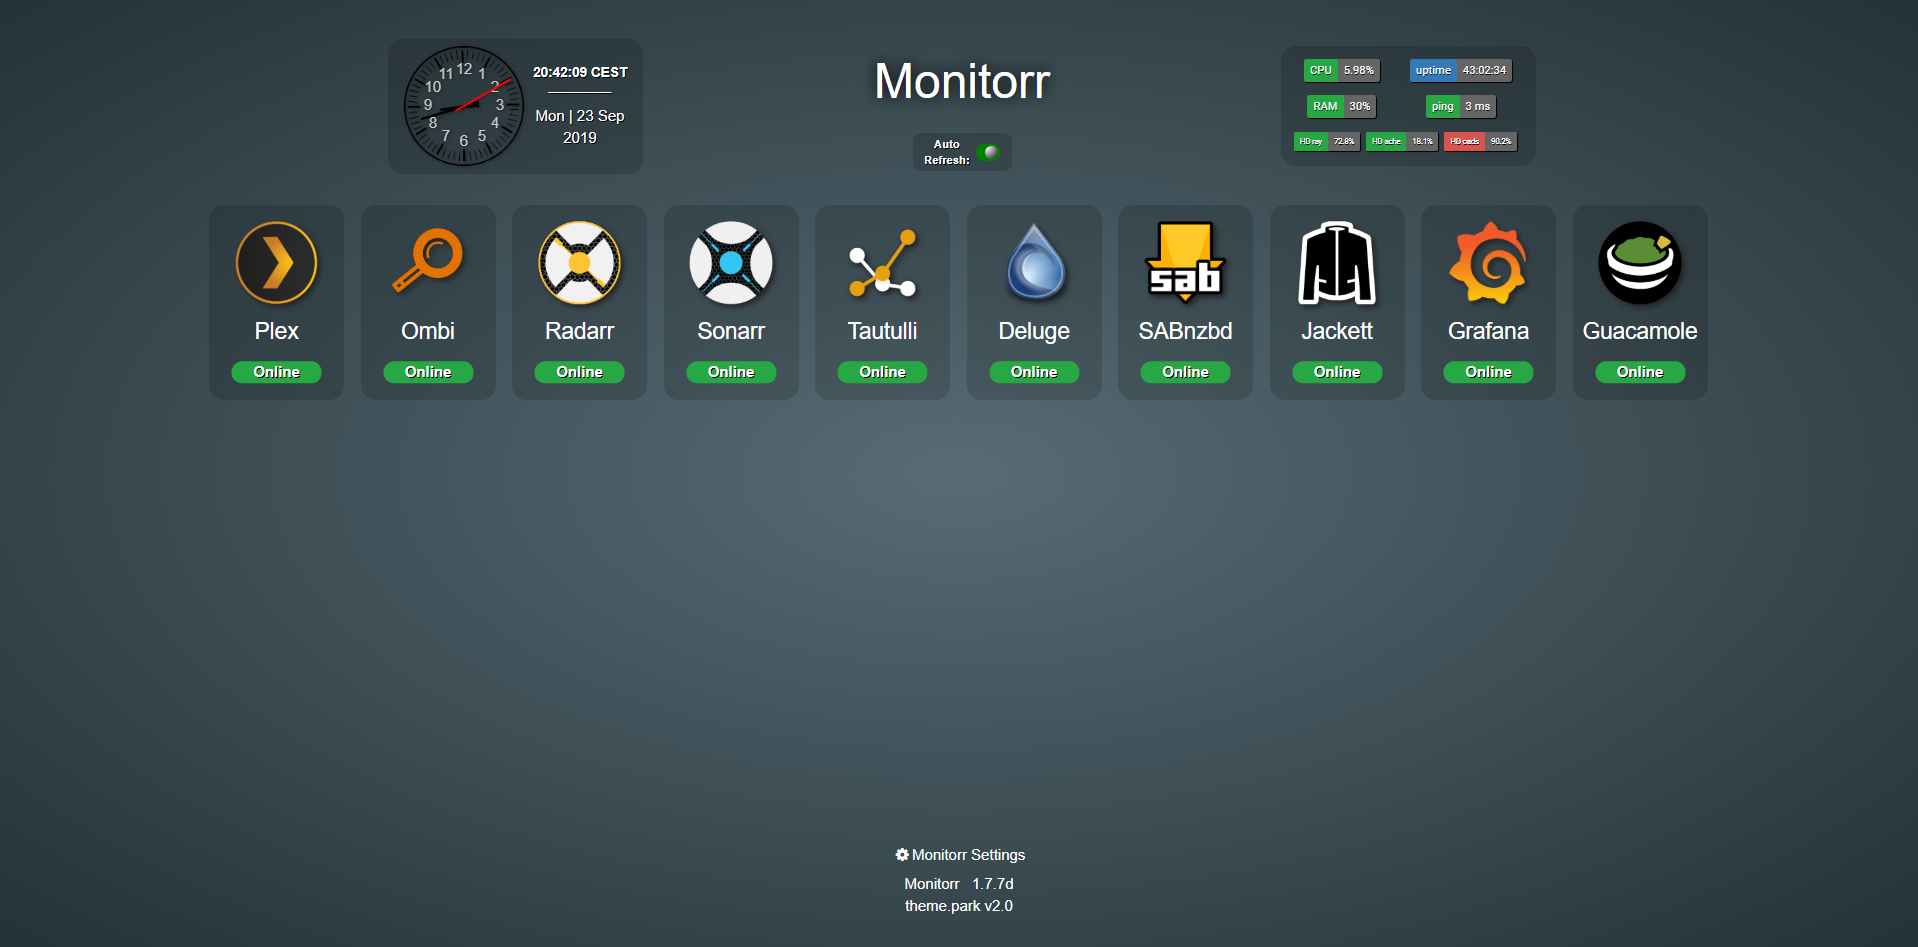 12
1
2
3
4
5
6
7
8
9
10
11
20:42:09 CEST
Mon | 23 Sep
2019
Monitorr
Auto
Refresh:
CPU 5.98%
uptime 43:02:34
RAM 30%
ping 3 ms
HD ray 72.8%
HD ache 18.1%
HD oads 90.2%
Plex
Ombi
Radarr
Sonarr
Tautulli
Deluge
sab
SABnzbd
Jackett
Grafana
Guacamole
Online
Online
Online
Online
Online
Online
Online
Online
Online
Online
Monitorr Settings
Monitorr 1.7.7d
theme.park v2.0